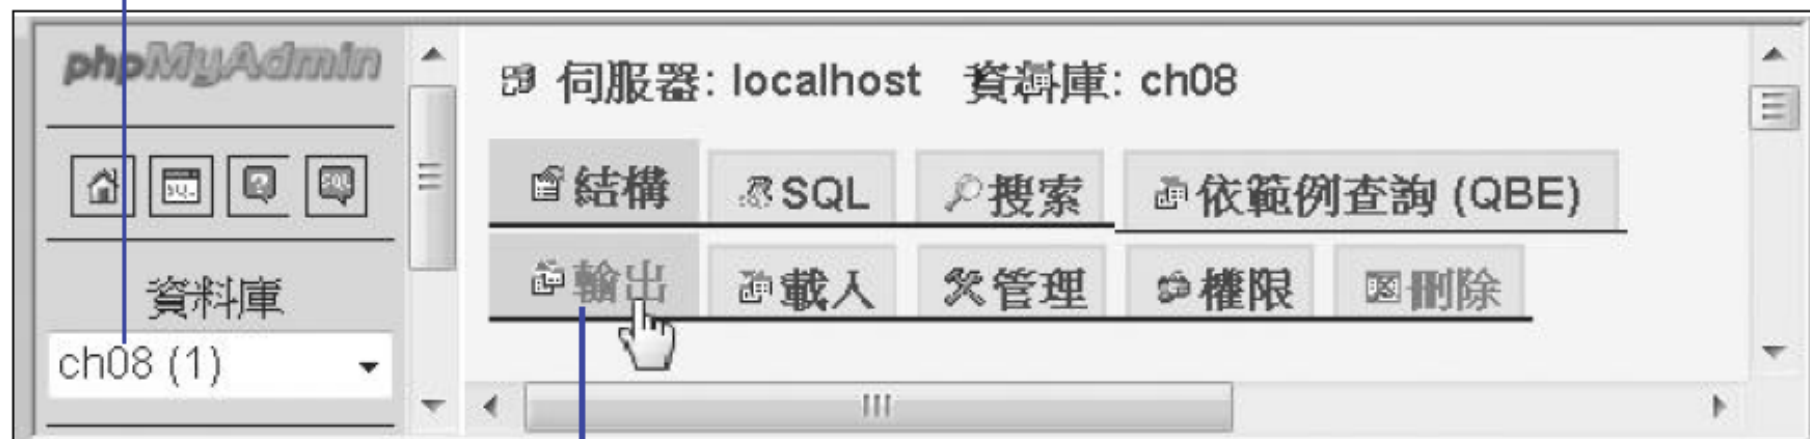 phpMyAdmin
資料庫
ch08 (1)
伺服器: localhost 資料庫: ch08
結構 SQL 搜索 依範例查詢 (QBE)
輸出 載入 管理 權限 刪除